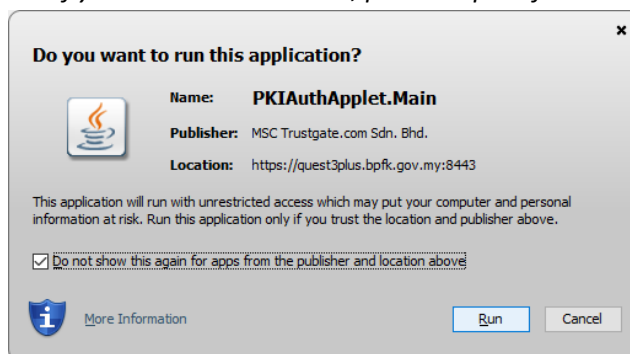 Do you want to run this application?
Name: PKIAuthApplet.Main
Publisher: MSC Trustgate.com Sdn. Bhd.
Location: https://quest3plus.bpfk.gov.my:8443
This application will run with unrestricted access which may put your computer and personal
information at risk. Run this application only if you trust the location and publisher above.
Do not show this again for apps from the publisher and location above
More Information
Run Cancel